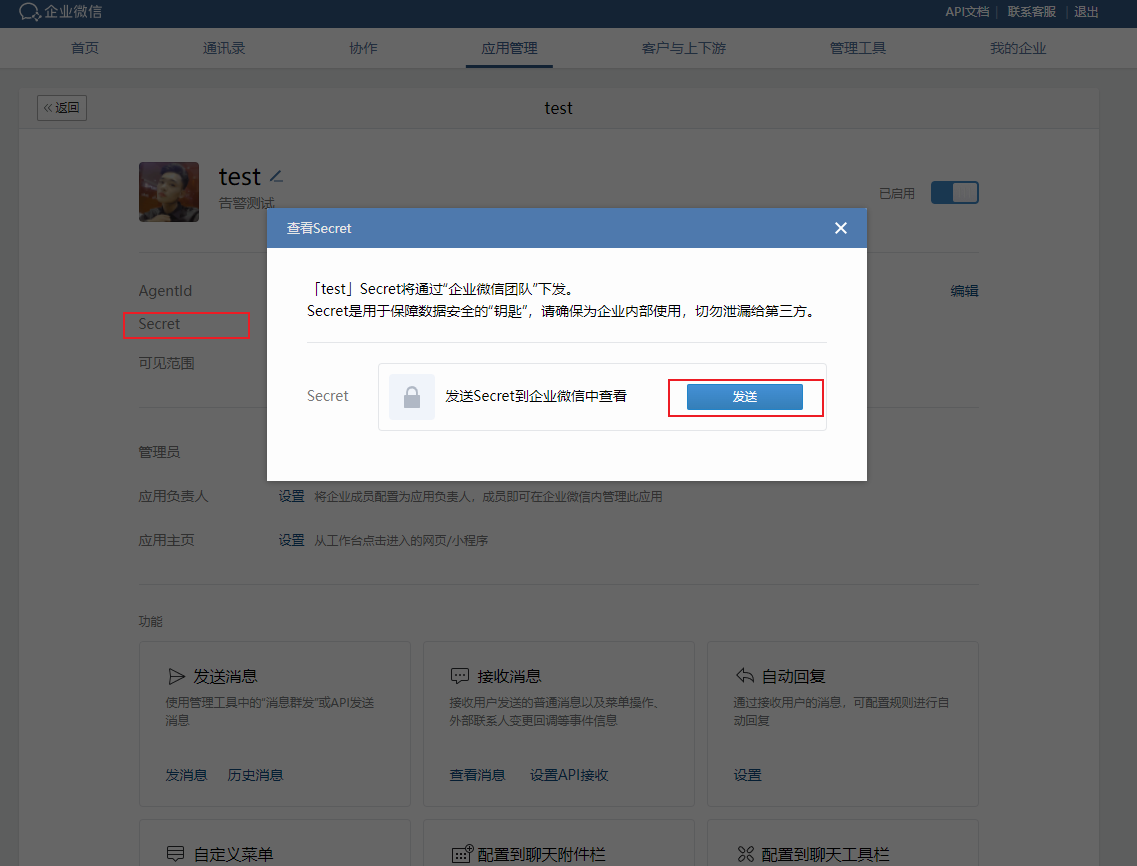 企业微信
API文档 | 联系客服 | 退出
首页 通讯录 协作 应用管理 客户与上下游 管理工具 我的企业
« 返回
test
test
告警测试
已启用
查看Secret
「test」Secret将通过“企业微信团队”下发。
Secret是用于保障数据安全的“钥匙”，请确保为企业内部使用，切勿泄漏给第三方。
Secret 发送Secret到企业微信中查看 发送
AgentId 编辑
Secret
可见范围
管理员
应用负责人 设置 将企业成员配置为应用负责人，成员即可在企业微信内管理此应用
应用主页 设置 从工作台点击进入的网页/小程序
功能
发送消息
使用管理工具中的“消息群发”或API发送
消息
发消息 历史消息
接收消息
接收用户发送的普通消息以及菜单操作、
外部联系人变更回调等事件信息
查看消息 设置API接收
自动回复
通过接收用户的消息，可配置规则进行自
动回复
设置
自定义菜单
配置到聊天附件栏
配置到聊天工具栏